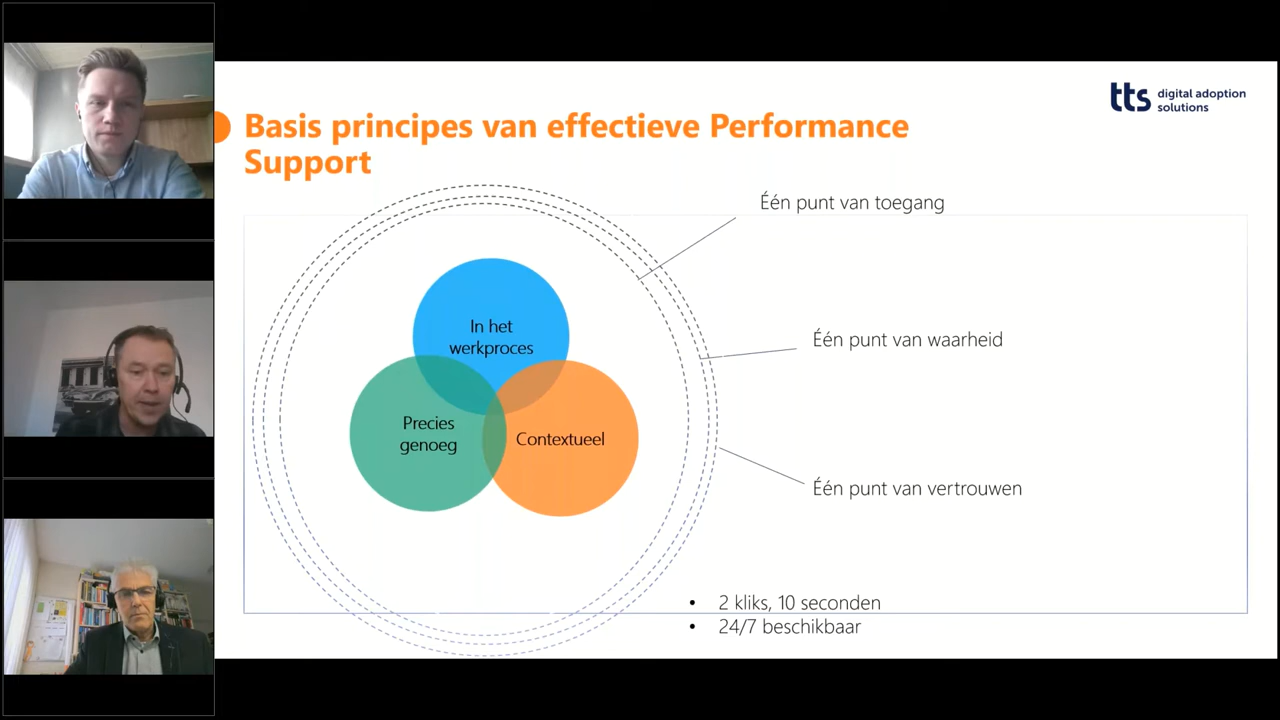 tts digital adoption
solutions
Basis principes van effectieve Performance
Support
Één punt van toegang
In het
werkproces
Één punt van waarheid
Precies
genoeg
Contextueel
Één punt van vertrouwen
• 2 kliks, 10 seconden
• 24/7 beschikbaar